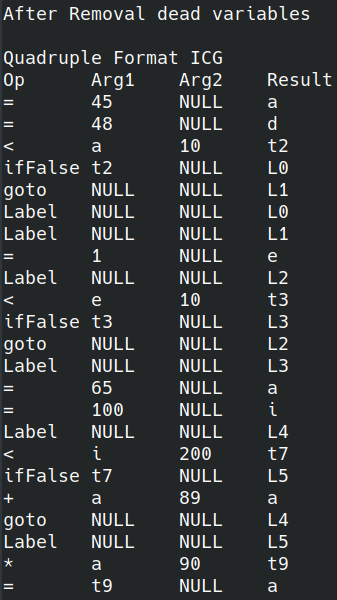 After Removal dead variables

Quadruple Format ICG
Op      Arg1    Arg2    Result
=       45      NULL    a
=       48      NULL    d
<       a       10      t2
ifFalse t2      NULL    L0
goto    NULL    NULL    L1
Label   NULL    NULL    L0
Label   NULL    NULL    L1
=       1       NULL    e
Label   NULL    NULL    L2
<       e       10      t3
ifFalse t3      NULL    L3
goto    NULL    NULL    L2
Label   NULL    NULL    L3
=       65      NULL    a
=       100     NULL    i
Label   NULL    NULL    L4
<       i       200     t7
ifFalse t7      NULL    L5
+       a       89      a
goto    NULL    NULL    L4
Label   NULL    NULL    L5
*       a       90      t9
=       t9      NULL    a